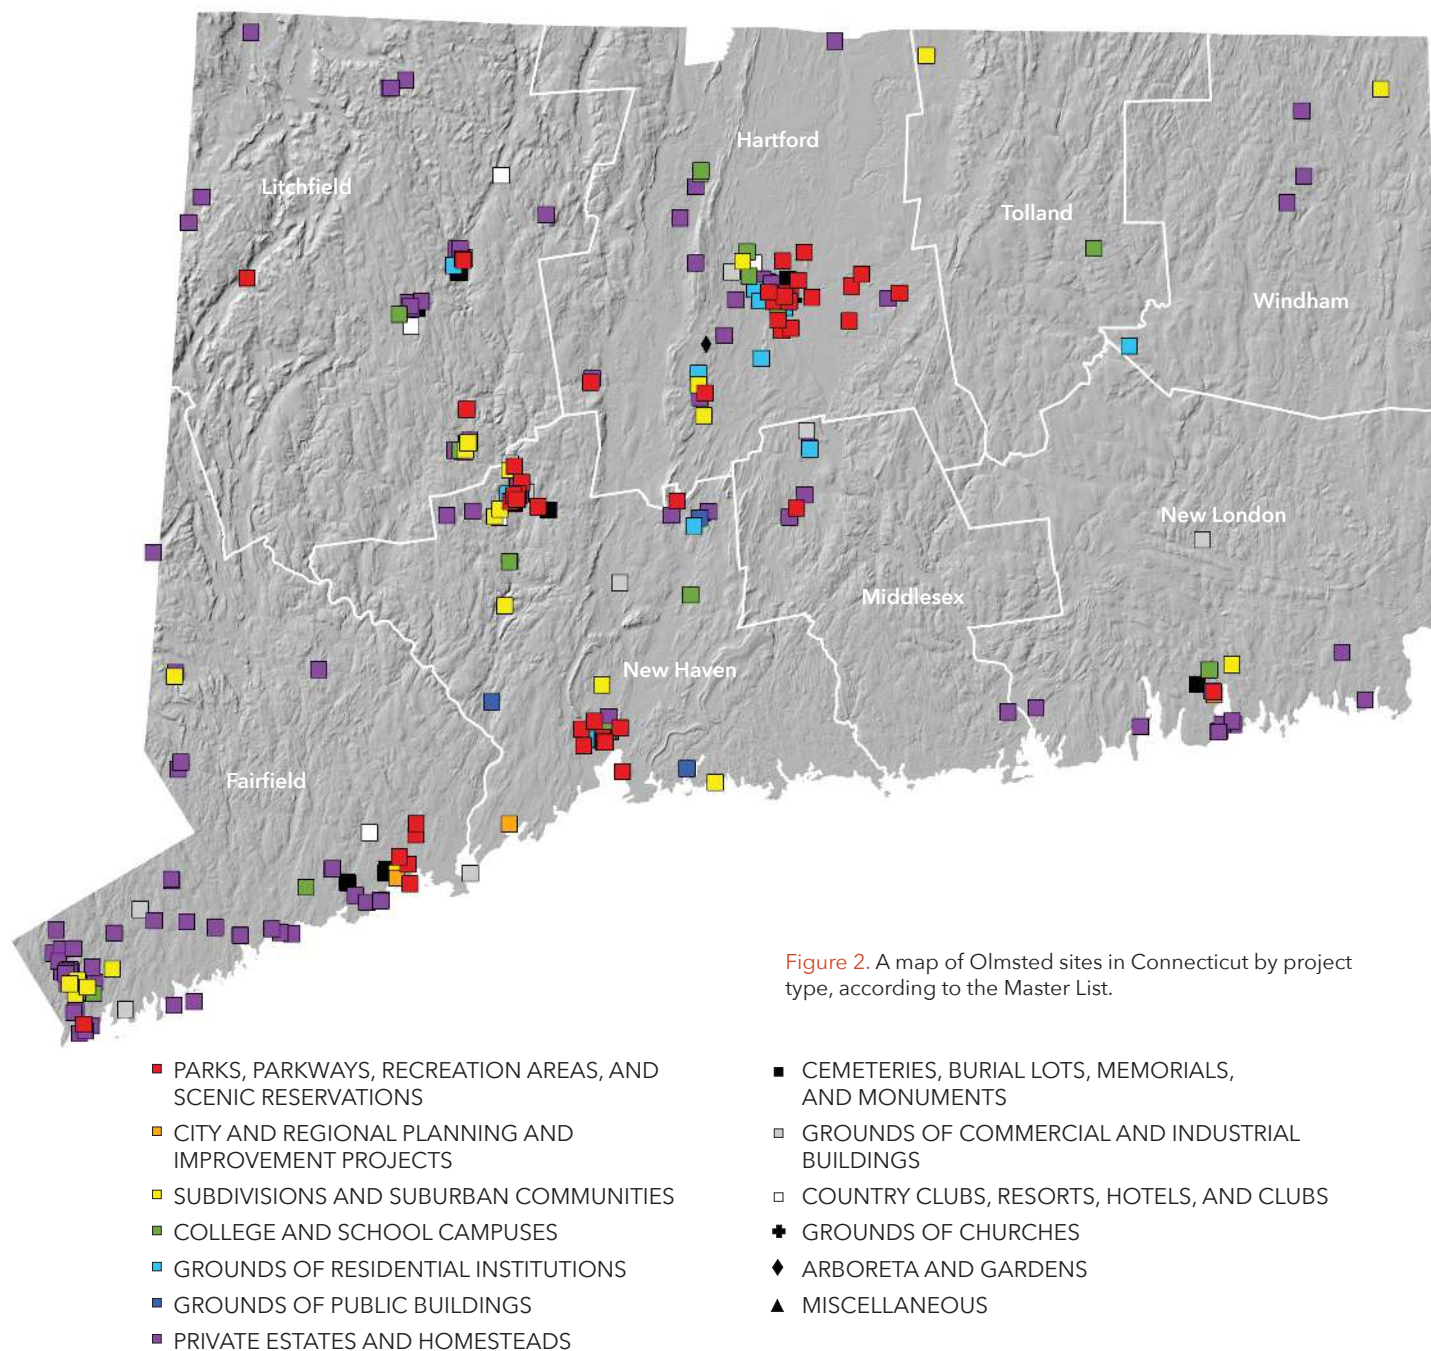 Hartford
Litchfield
Tolland
Windham
New London
Middlesex
New Haven
Fairfield
Figure 2. A map of Olmsted sites in Connecticut by project
type, according to the Master List.
PARKS, PARKWAYS, RECREATION AREAS, AND
SCENIC RESERVATIONS
CITY AND REGIONAL PLANNING AND
IMPROVEMENT PROJECTS
SUBDIVISIONS AND SUBURBAN COMMUNITIES
COLLEGE AND SCHOOL CAMPUSES
GROUNDS OF RESIDENTIAL INSTITUTIONS
GROUNDS OF PUBLIC BUILDINGS
PRIVATE ESTATES AND HOMESTEADS
CEMETERIES, BURIAL LOTS, MEMORIALS,
AND MONUMENTS
GROUNDS OF COMMERCIAL AND INDUSTRIAL
BUILDINGS
COUNTRY CLUBS, RESORTS, HOTELS, AND CLUBS
GROUNDS OF CHURCHES
ARBORETA AND GARDENS
MISCELLANEOUS